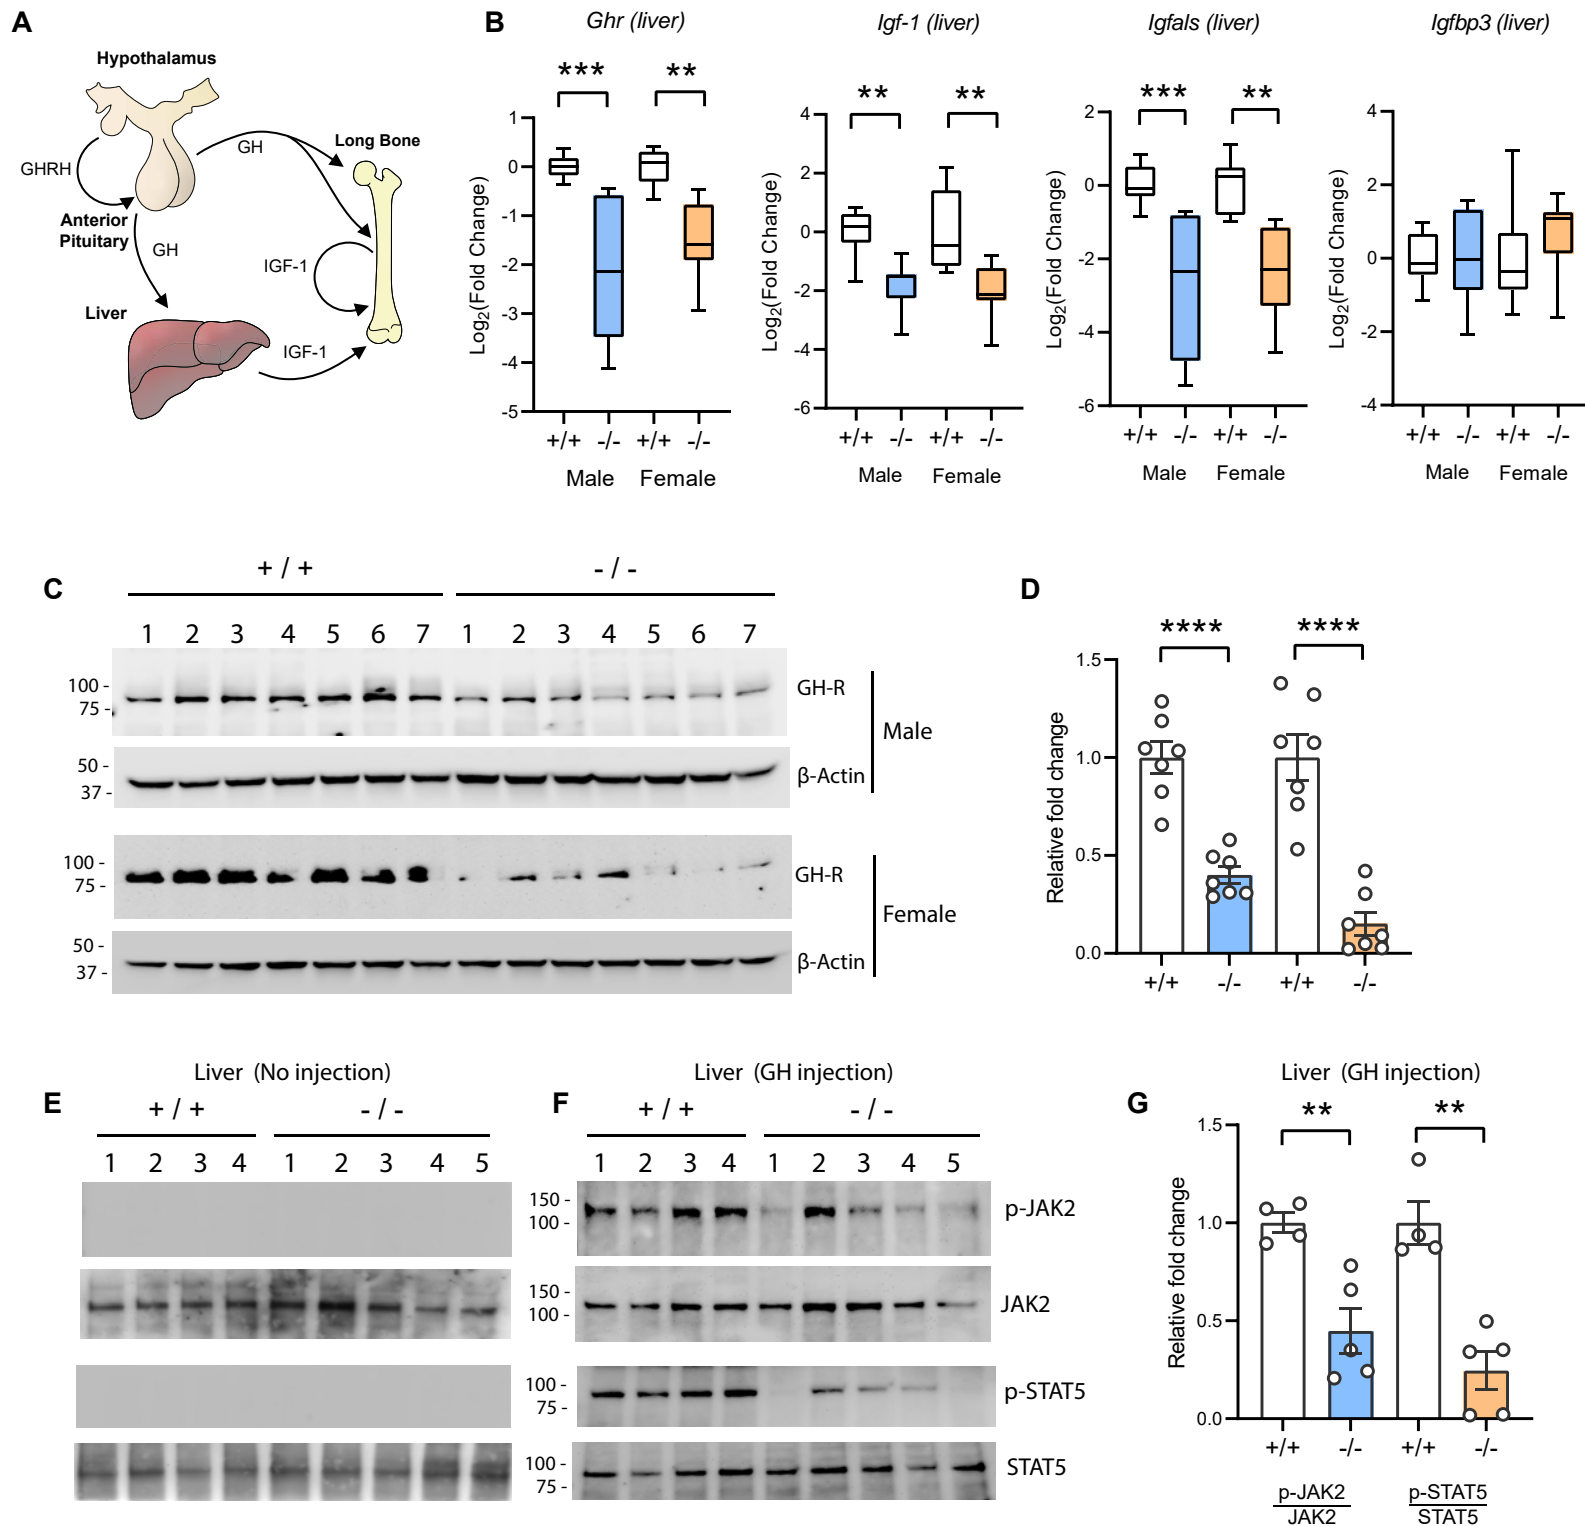 A
Hypothalamus
GHRH
GH
Long Bone
Anterior
Pituitary
GH
IGF-1
Liver
IGF-1
B
Ghr (liver)
Igf-1 (liver)
Igfals (liver)
Igfbp3 (liver)
*** **
Log2(Fold Change)
1
0
-1
-2
-3
-4
-5
+/+ -/- +/+ -/-
Male Female
** **
Log2(Fold Change)
4
2
0
-2
-4
-6
+/+ -/- +/+ -/-
Male Female
*** **
Log2(Fold Change)
2
0
-2
-4
-6
+/+ -/- +/+ -/-
Male Female
Log2(Fold Change)
4
2
0
-2
-4
+/+ -/- +/+ -/-
Male Female
C
+ / + - / -
1 2 3 4 5 6 7 1 2 3 4 5 6 7
100 -
75 -
GH-R
50 -
37 -
β-Actin
Male
100 -
75 -
GH-R
50 -
37 -
β-Actin
Female
D
**** ****
Relative fold change
1.5
1.0
0.5
0.0
+/+ -/- +/+ -/-
E
Liver (No injection)
+ / + - / -
1 2 3 4 1 2 3 4 5
F
Liver (GH injection)
+ / + - / -
1 2 3 4 1 2 3 4 5
150 -
100 -
p-JAK2
150 -
100 -
JAK2
100 -
75 -
p-STAT5
100 -
75 -
STAT5
G
Liver (GH injection)
** **
Relative fold change
1.5
1.0
0.5
0.0
+/+ -/- +/+ -/-
p-JAK2 p-STAT5
JAK2 STAT5